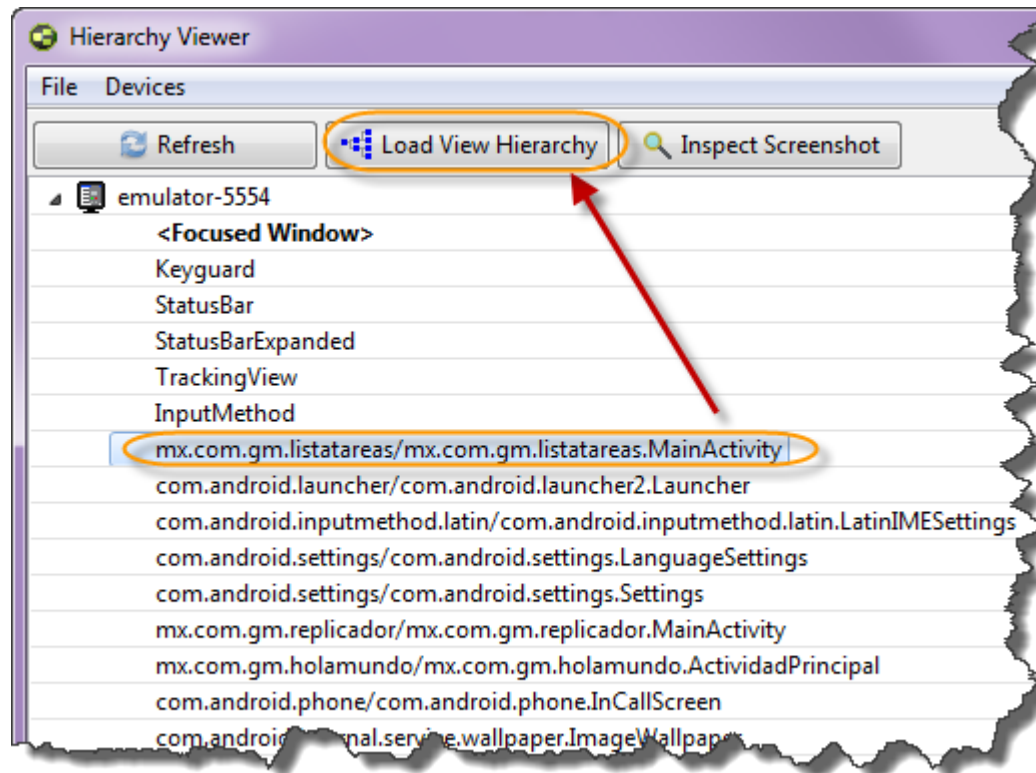 Hierarchy Viewer
File Devices
Refresh Load View Hierarchy Inspect Screenshot
emulator-5554
<Focused Window>
Keyguard
StatusBar
StatusBarExpanded
TrackingView
InputMethod
mx.com.gm.listatareas/mx.com.gm.listatareas.MainActivity
com.android.launcher/com.android.launcher2.Launcher
com.android.inputmethod.latin/com.android.inputmethod.latin.LatinIMESettings
com.android.settings/com.android.settings.LanguageSettings
com.android.settings/com.android.settings.Settings
mx.com.gm.replicador/mx.com.gm.replicador.MainActivity
mx.com.gm.holamundo/mx.com.gm.holamundo.ActividadPrincipal
com.android.phone/com.android.phone.InCallScreen